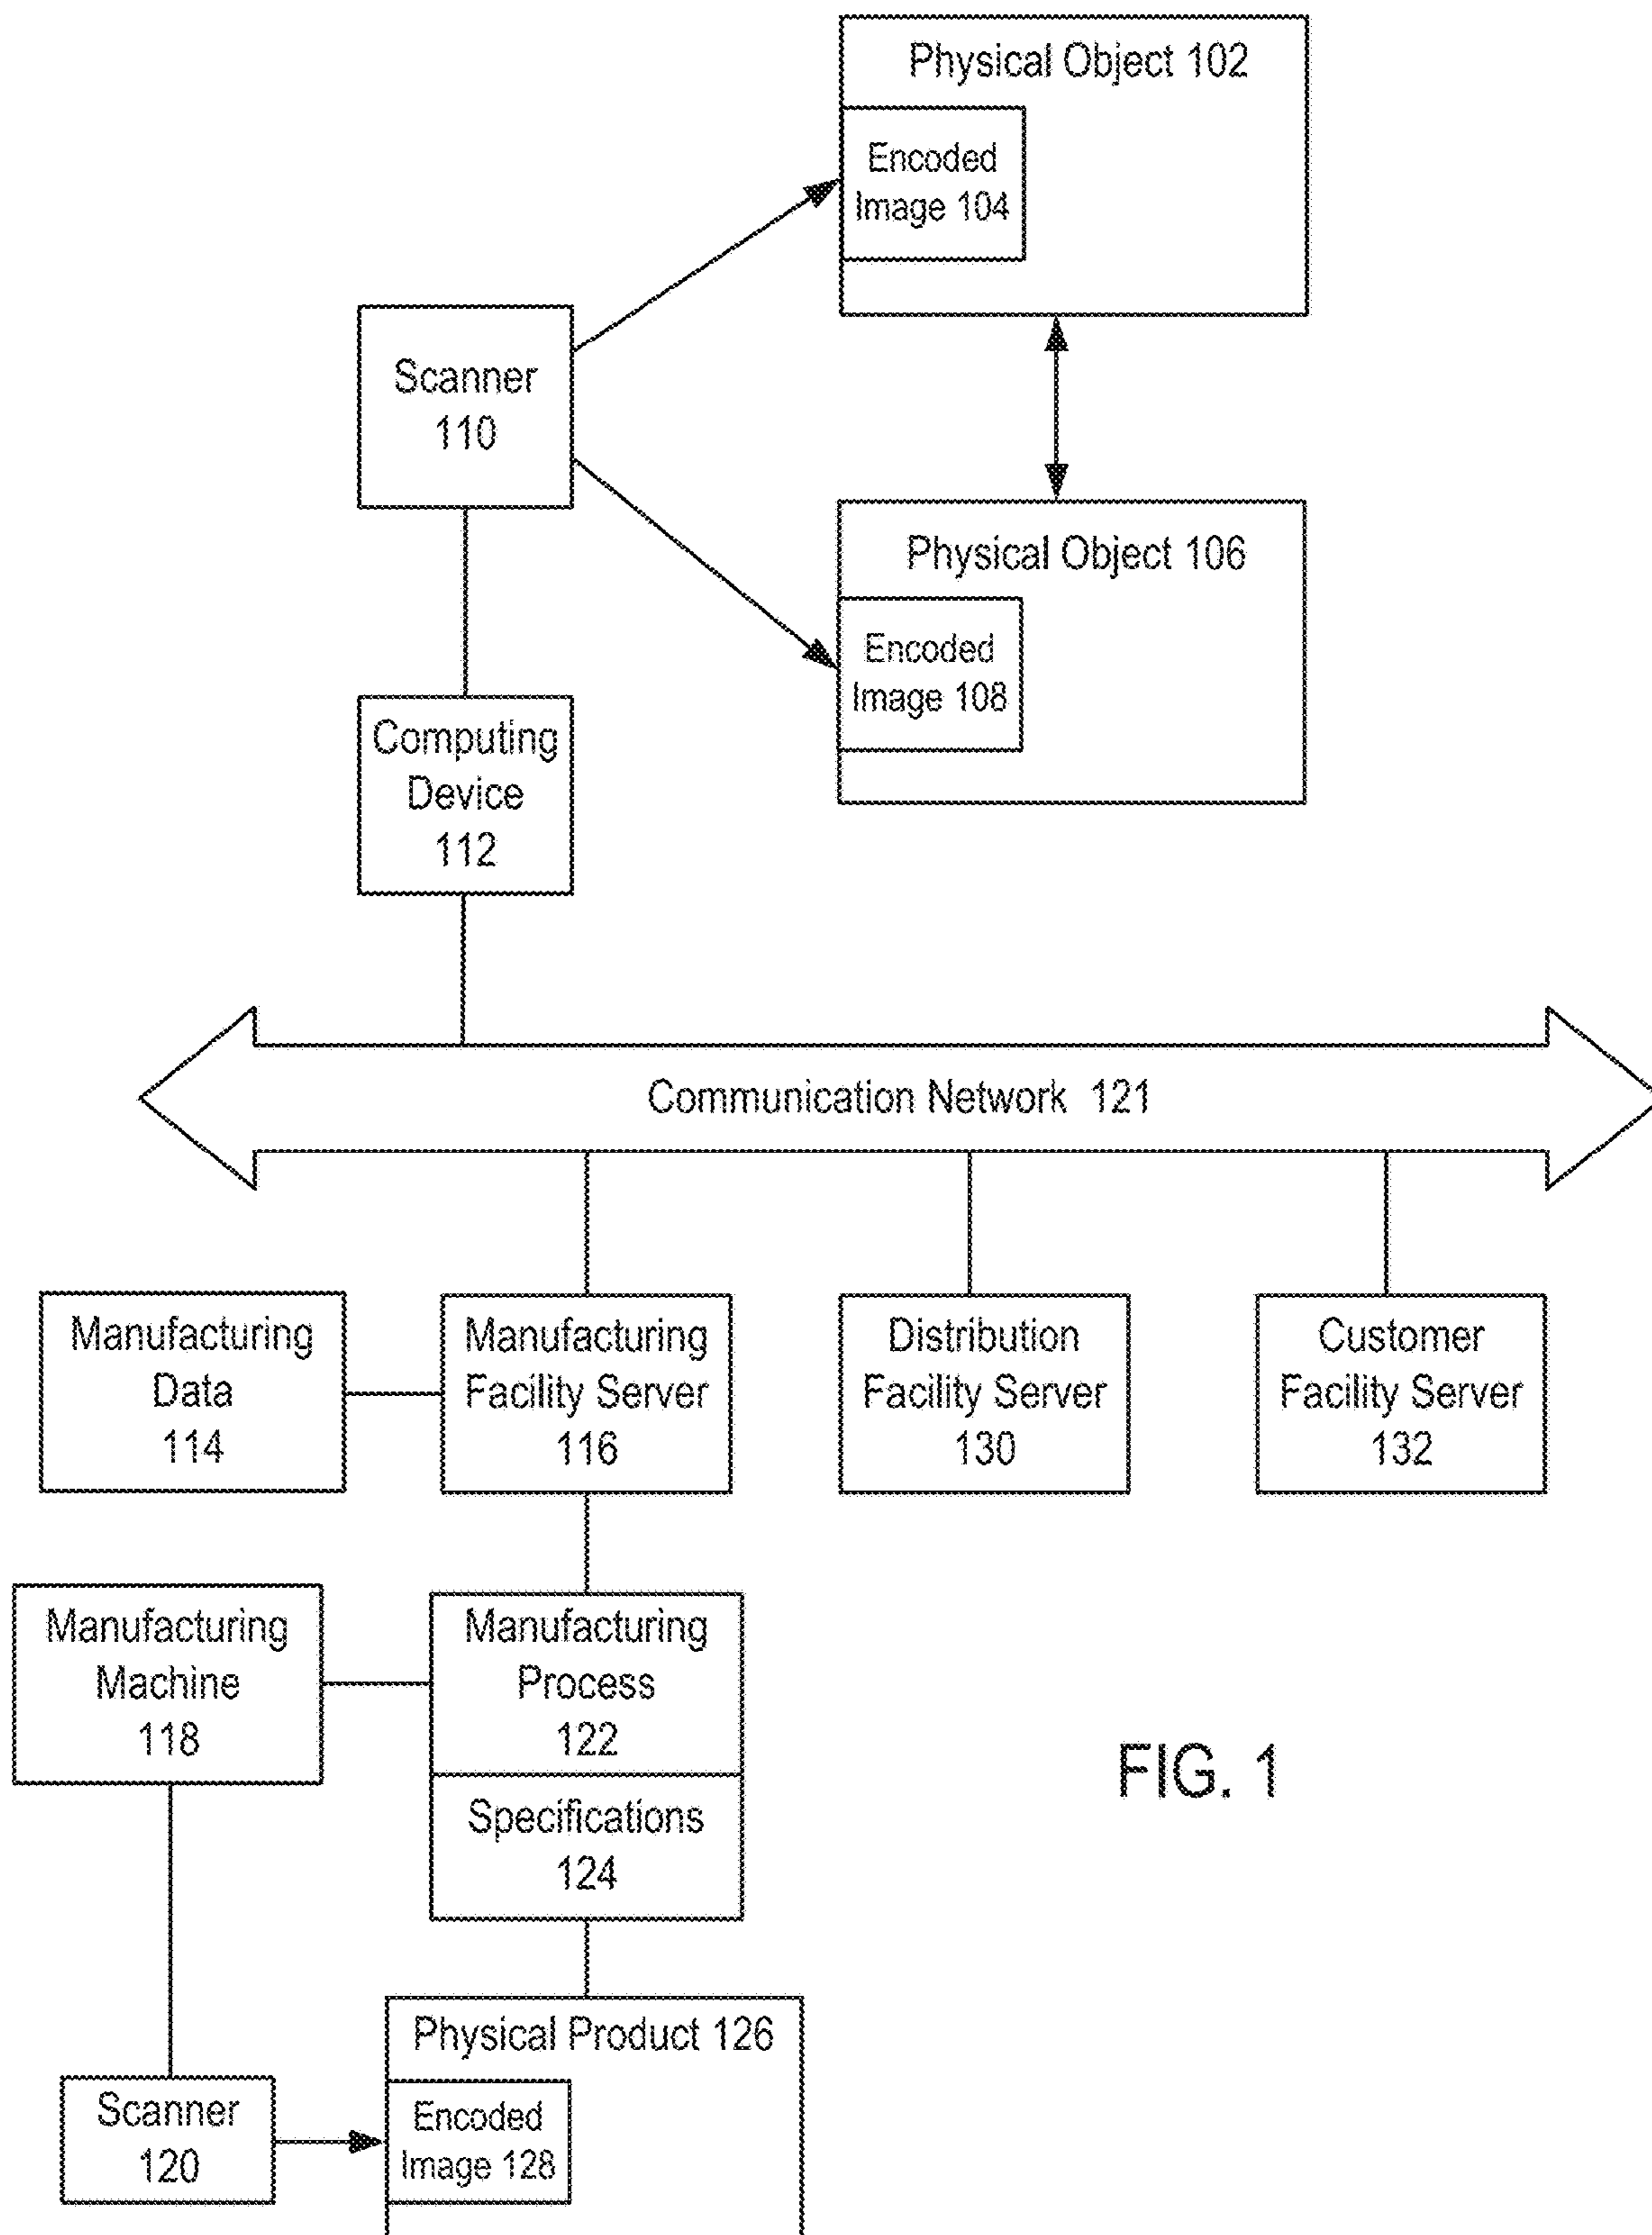 Physical Object 102
Encoded
Image 104
Scanner
110
Physical Object 106
Encoded
Image 108
Computing
Device
112
Communication Network 121
Manufacturing
Data
114
Manufacturing
Facility Server
116
Distribution
Facility Server
130
Customer
Facility Server
132
Manufacturing
Machine
118
Manufacturing
Process
122
Specifications
124
FIG. 1
Physical Product 126
Scanner
120
Encoded
Image 128